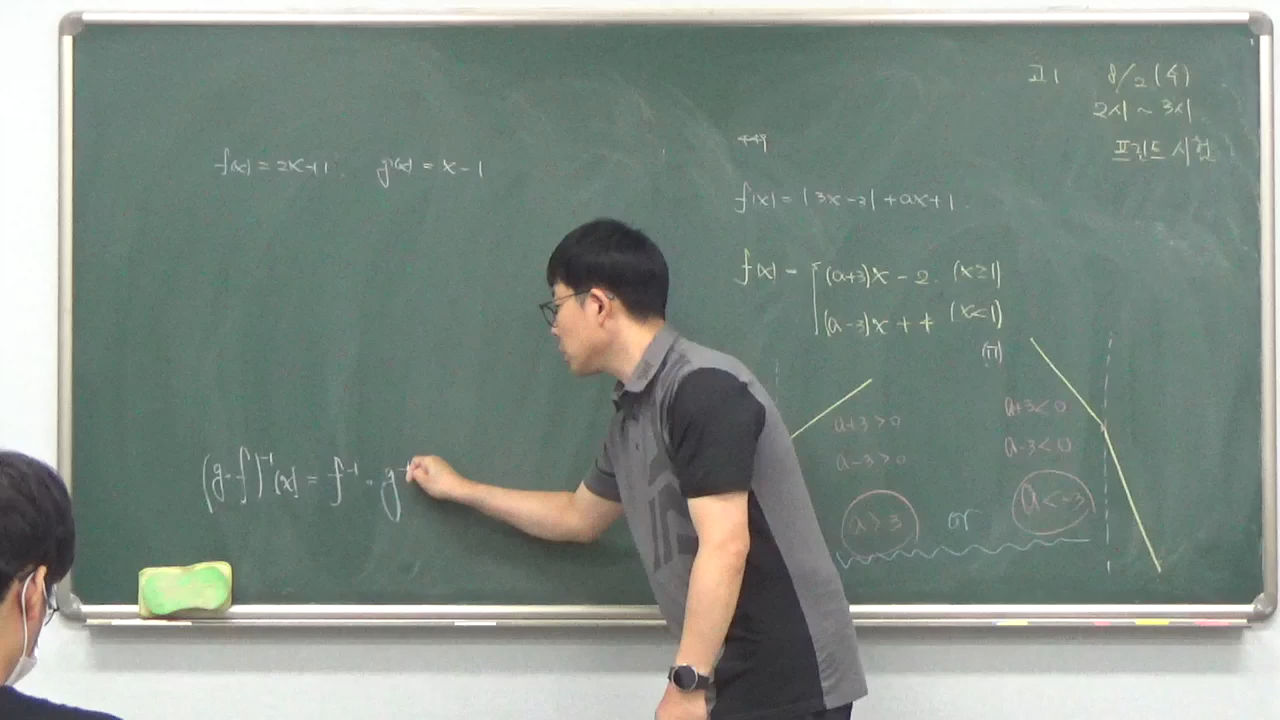 고1 8/2 (수)
2시 ~ 3시
프린트 시험
f(x) = 2x+1. g(x) = x-1
449
f(x) = |3x-3| + ax+1.
f(x) = (a+3)x - 2. (x≥1)
(a-3)x + 4 (x<1)
(ii)
a+3>0
a-3>0
a>3
or
a+3<0
a-3<0
a<-3
(g∘f)⁻¹(x) = f⁻¹∘g⁻¹